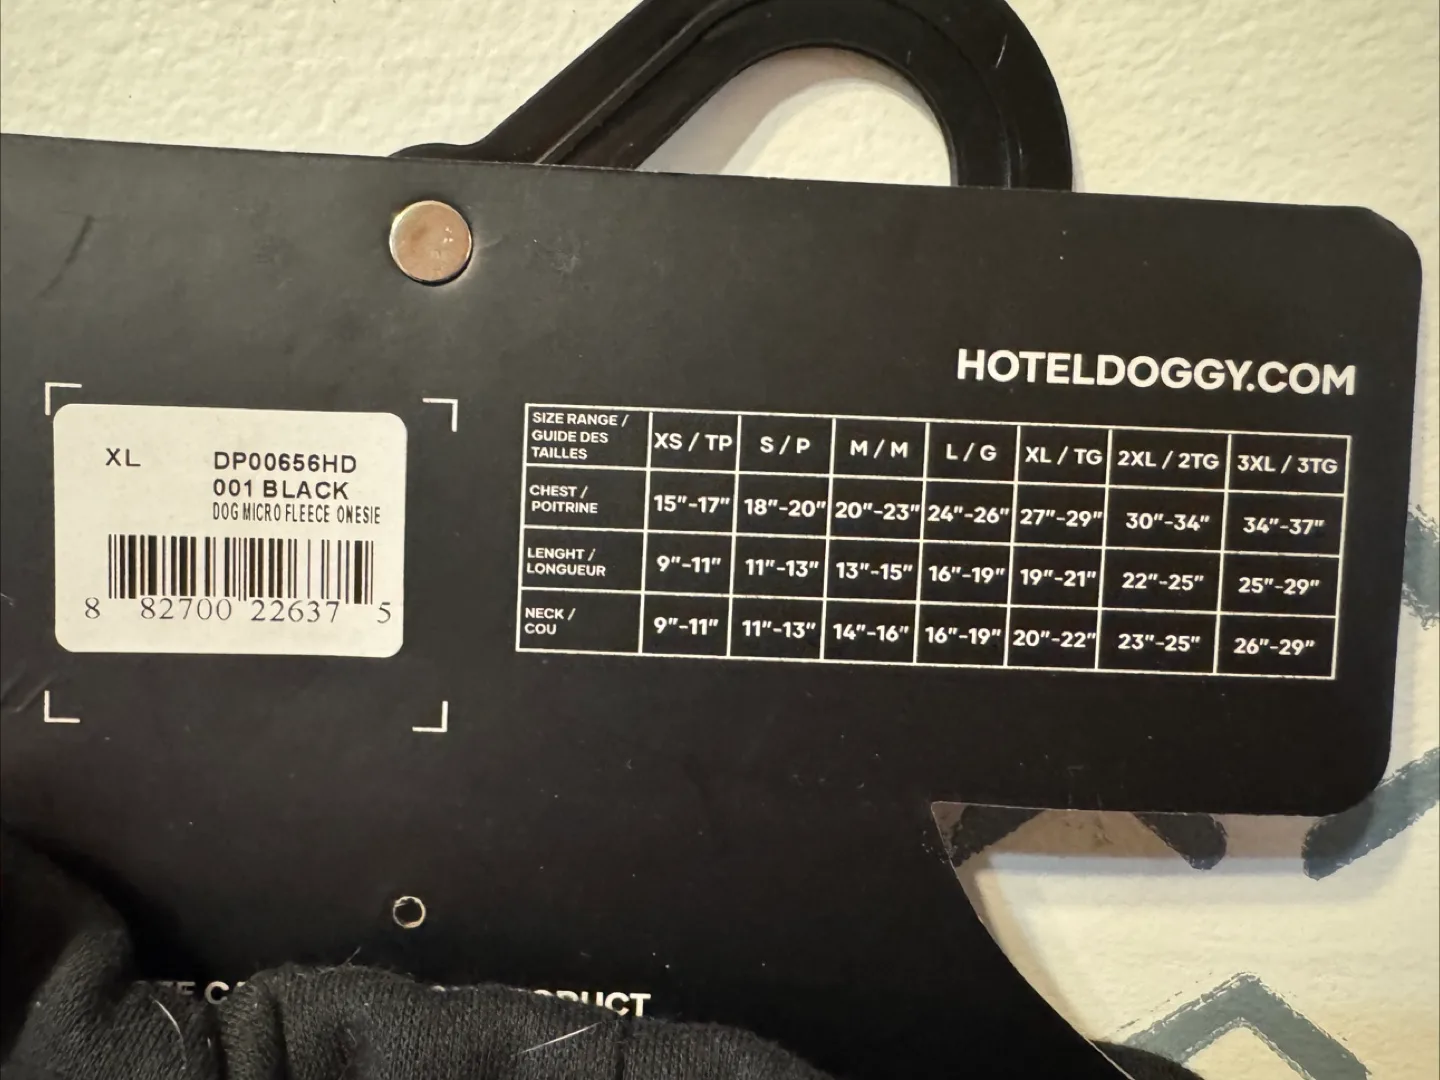 HOTELDOGGY.COM
XL DP00656HD
001 BLACK
DOG MICRO FLEECE ONESIE
8 82700 22637 5
SIZE RANGE / GUIDE DES TAILLES XS / TP S / P M / M L / G XL / TG 2XL / 2TG 3XL / 3TG
CHEST / POITRINE 15"-17" 18"-20" 20"-23" 24"-26" 27"-29" 30"-34" 34"-37"
LENGHT / LONGUEUR 9"-11" 11"-13" 13"-15" 16"-19" 19"-21" 22"-25" 25"-29"
NECK / COU 9"-11" 11"-13" 14"-16" 16"-19" 20"-22" 23"-25" 26"-29"